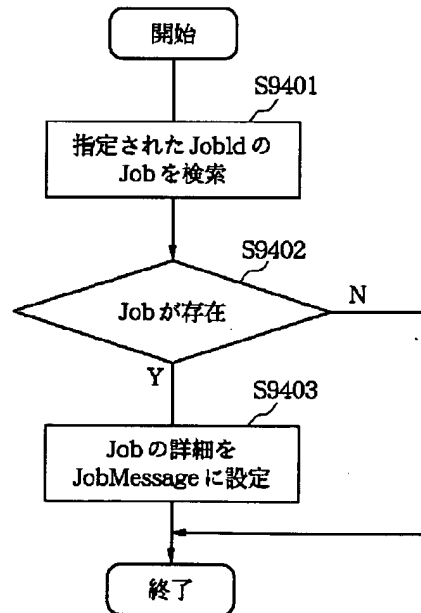 開始
S9401
指定されたJobIdの
Jobを検索
S9402
Jobが存在
N
Y
S9403
Jobの詳細を
JobMessageに設定
終了